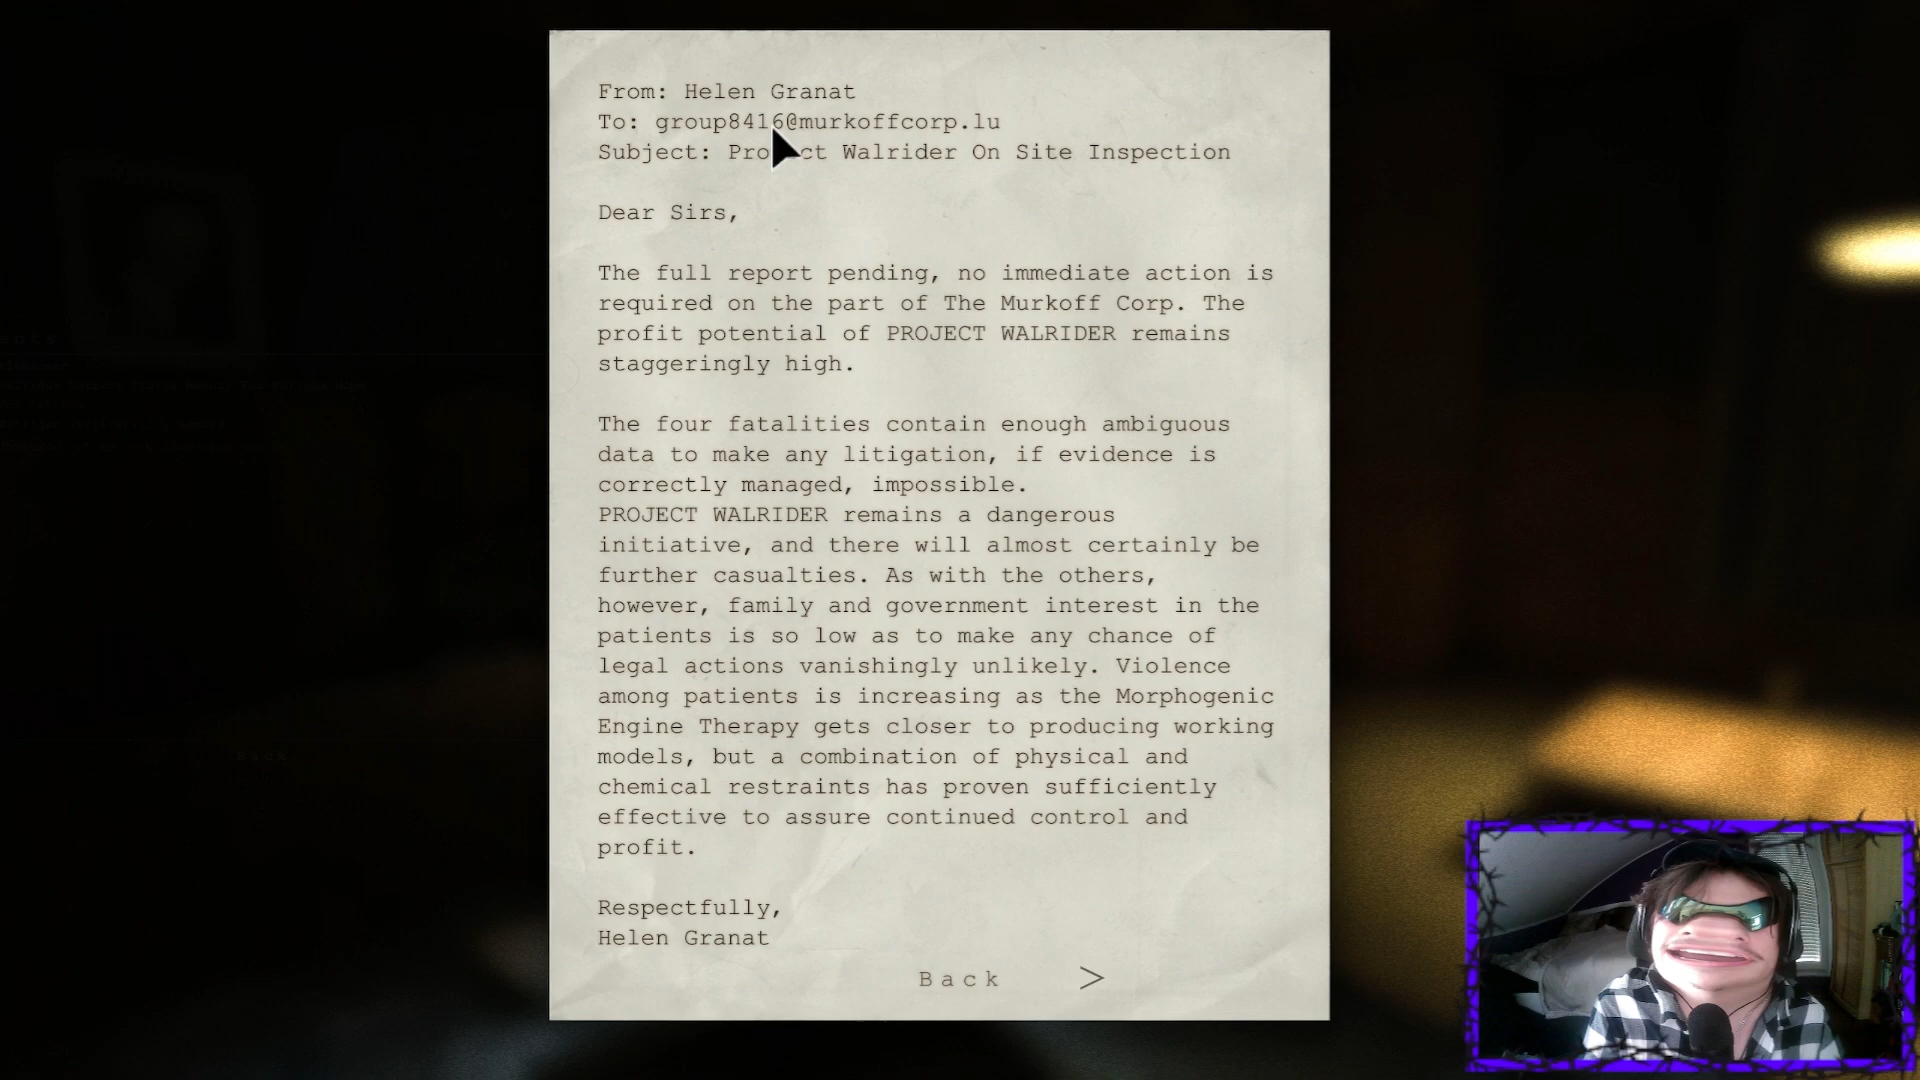 From: Helen Granat
To: group8416@murkoffcorp.lu
Subject: Pro ct Walrider On Site Inspection
Dear Sirs,
The full report pending, no immediate action is
required on the part of The Murkoff Corp. The
profit potential of PROJECT WALRIDER remains
staggeringly high.
The four fatalities contain enough ambiguous
data to make any litigation, if evidence is
correctly managed, impossible.
PROJECT WALRIDER remains a dangerous
initiative, and there will almost certainly be
further casualties. As with the others,
however, family and government interest in the
patients is so low as to make any chance of
legal actions vanishingly unlikely. Violence
among patients is increasing as the Morphogenic
Engine Therapy gets closer to producing working
models, but a combination of physical and
chemical restraints has proven sufficiently
effective to assure continued control and
profit.
Respectfully,
Helen Granat
Back >
Back